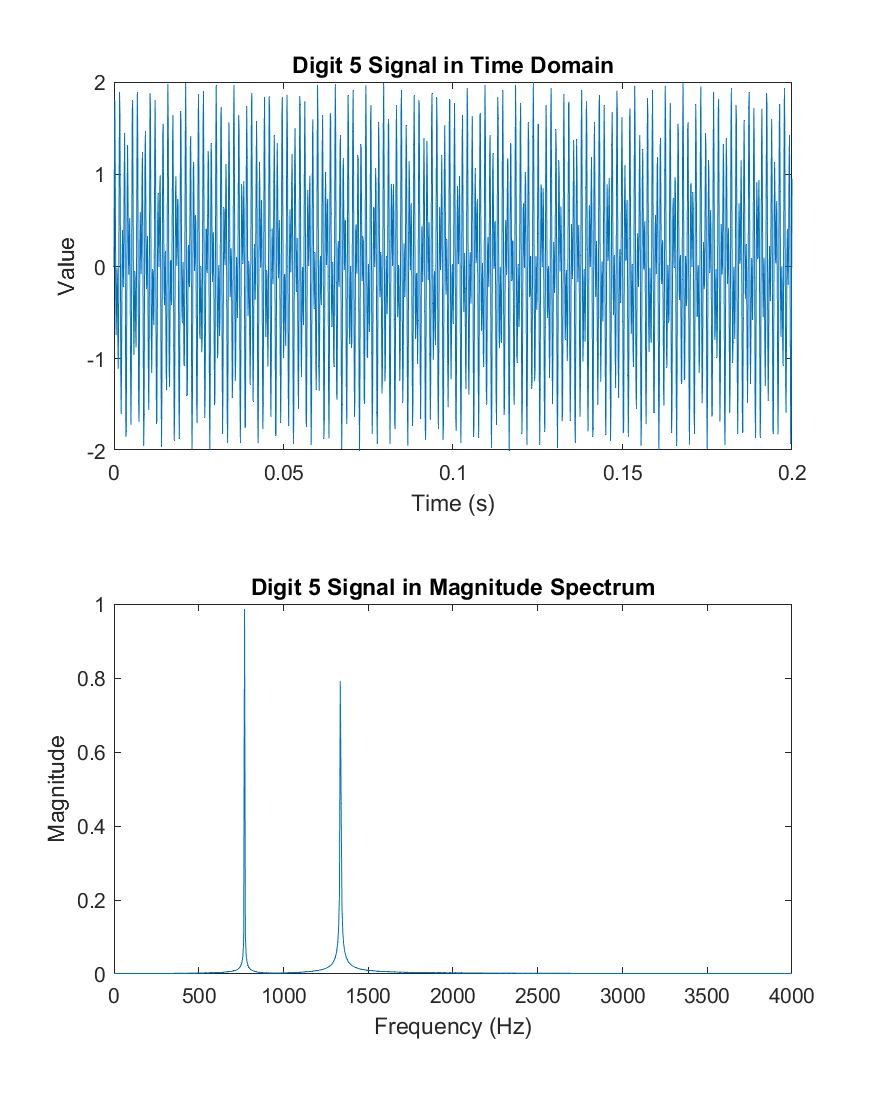 Digit 5 Signal in Time Domain
2
1
0
-1
-2
Value
0 0.05 0.1 0.15 0.2
Time (s)
Digit 5 Signal in Magnitude Spectrum
1
0.8
0.6
0.4
0.2
0
Magnitude
0 500 1000 1500 2000 2500 3000 3500 4000
Frequency (Hz)